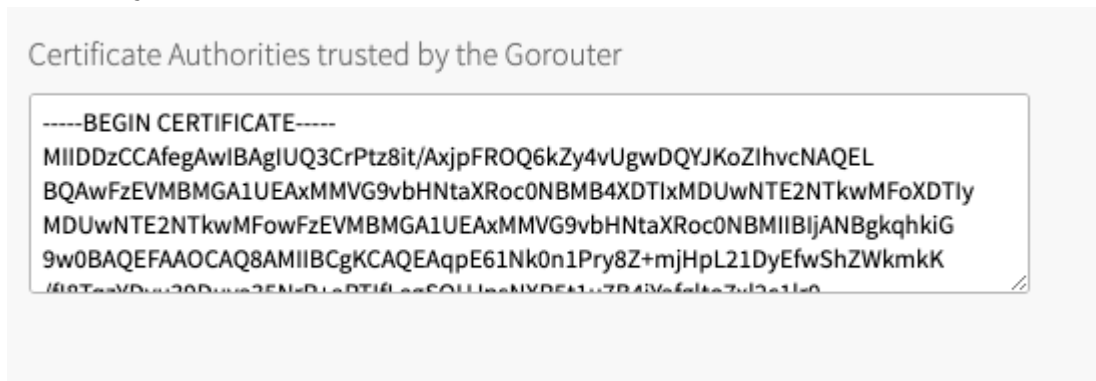 Certificate Authorities trusted by the Gorouter
-----BEGIN CERTIFICATE-----
MIIDDzCCAfegAwIBAgIUQ3CrPtz8it/AxjpFROQ6kZy4vUgwDQYJKoZIhvcNAQEL
BQAwFzEVMBMGA1UEAxMMVG9vbHNtaXRoc0NBMB4XDTIxMDUwNTE2NTkwMFoXDTIy
MDUwNTE2NTkwMFowFzEVMBMGA1UEAxMMVG9vbHNtaXRoc0NBMIIBIjANBgkqhkiG
9w0BAQEFAAOCAQ8AMIIBCgKCAQEAqpE61Nk0n1Pry8Z+mjHpL21DyEfwShZWkmkK